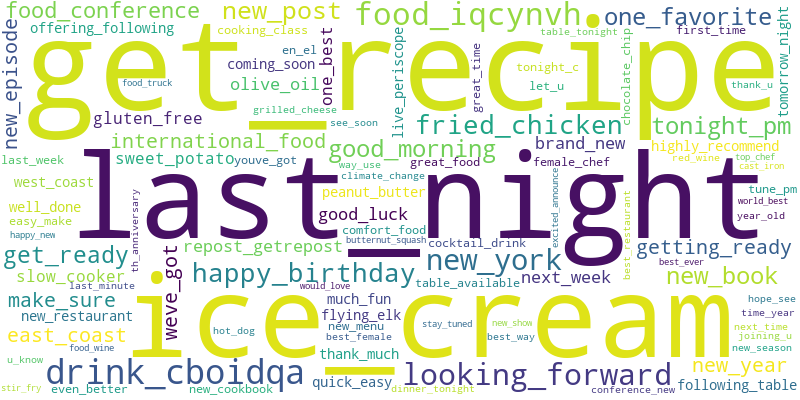 food_conference
new_post
food_iqcynvh
one_favorite
offering_following
cooking_class
table_tonight
first_time
get_recipe
new_episode
en_el
coming_soon
one_best
live_periscope
great_time
tonight_c
let_u
chocolate_chip
thank_u
tomorrow_night
food_truck
olive_oil
grilled_cheese
see_soon
gluten_free
fried_chicken
tonight_pm
international_food
good_morning
brand_new
highly_recommend
last_week
sweet_potato
youve_got
way_use
great_food
female_chef
red_wine
top_chef
cast_iron
climate_change
west_coast
peanut_butter
tune_pm
world_best
last_night
well_done
good_luck
year_old
easy_make
th_anniversary
comfort_food
excited_announce
happy_new
butternut_squash
cocktail_drink
get_ready
weve_got
repost_getrepost
new_york
getting_ready
best_restaurant
best_ever
slow_cooker
happy_birthday
table_available
next_week
new_book
last_minute
would_love
make_sure
much_fun
hope_see
new_restaurant
flying_elk
time_year
ice_cream
east_coast
hot_dog
new_menu
best_female
stay_tuned
new_show
best_way
next_time
joining_u
food_wine
thank_much
new_season
u_know
drink_cboidqa
looking_forward
new_year
stir_fry
even_better
new_cookbook
quick_easy
dinner_tonight
conference_new
following_table